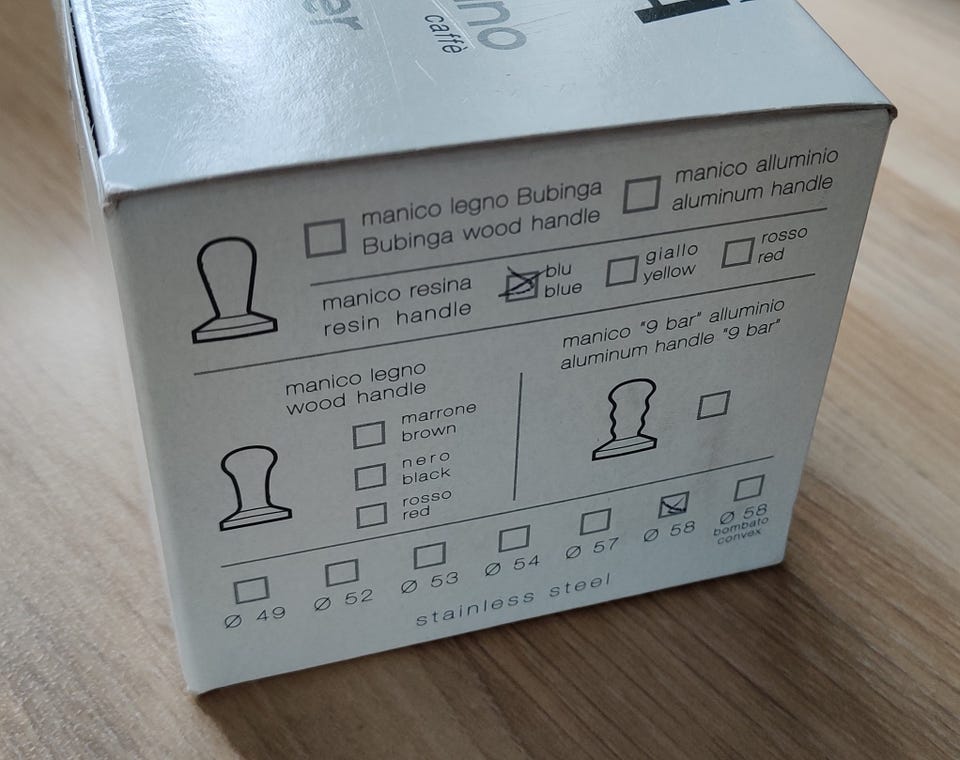 caffè
manico legno Bubinga
Bubinga wood handle
manico alluminio
aluminum handle
manico resina
resin handle
blu
blue
giallo
yellow
rosso
red
manico legno
wood handle
marrone
brown
nero
black
rosso
red
manico "9 bar" alluminio
aluminum handle "9 bar"
Ø 49
Ø 52
Ø 53
Ø 54
Ø 57
Ø 58
Ø 58
bombato
convex
stainless steel